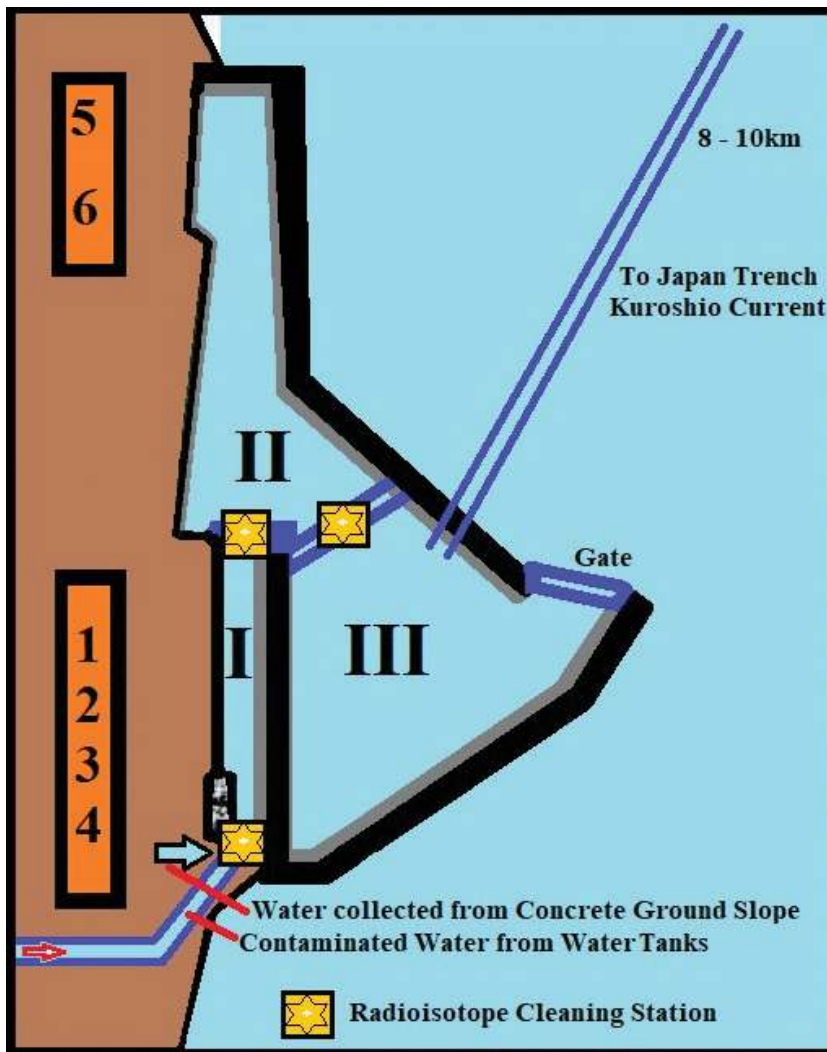 5
6
8 - 10km
To Japan Trench
Kuroshio Current
II
Gate
I
III
1
2
3
4
Water collected from Concrete Ground Slope
Contaminated Water from Water Tanks
Radioisotope Cleaning Station